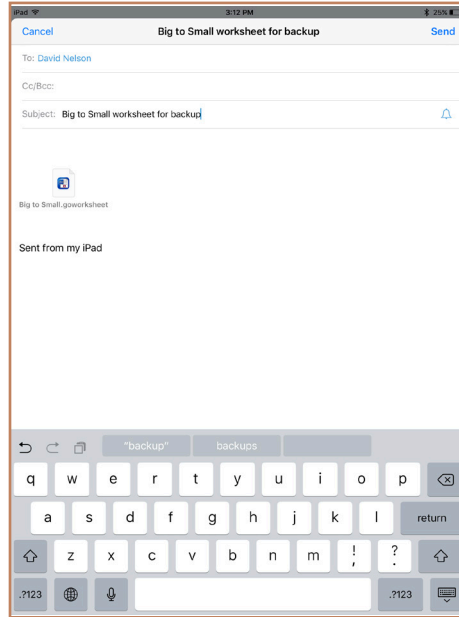 iPad 3:12 PM 25%
Cancel Big to Small worksheet for backup Send
To: David Nelson
Cc/Bcc:
Subject: Big to Small worksheet for backup
Big to Small.goworksheet
Sent from my iPad
"backup" backups
q w e r t y u i o p
a s d f g h j k l return
z x c v b n m ! , ? .
.?123 .?123